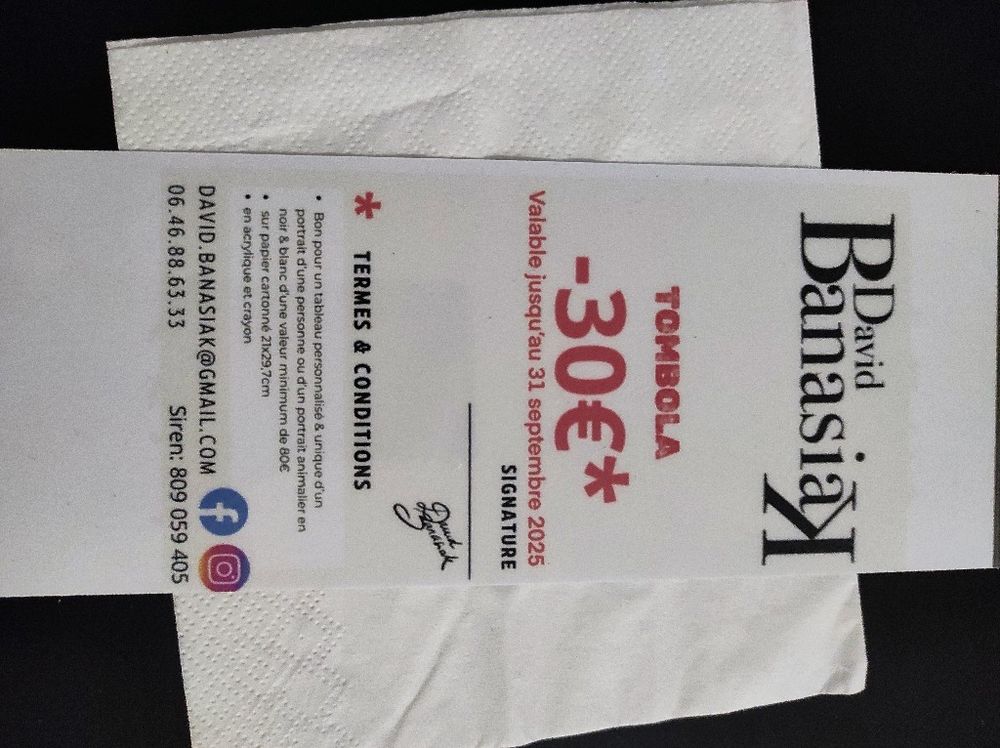 David
BanasiaK
TOMBOLA
-30€*
Valable jusqu'au 31 septembre 2025
SIGNATURE
David
Banasiak
* TERMES & CONDITIONS
• Bon pour un tableau personnalisé & unique d'un
portrait d'une personne ou d'un portrait animalier en
noir & blanc d'une valeur minimum de 80€
• sur papier cartonné 21x29,7cm
• en acrylique et crayon
DAVID.BANASIAK@GMAIL.COM
06.46.88.63.33 Siren: 809 059 405